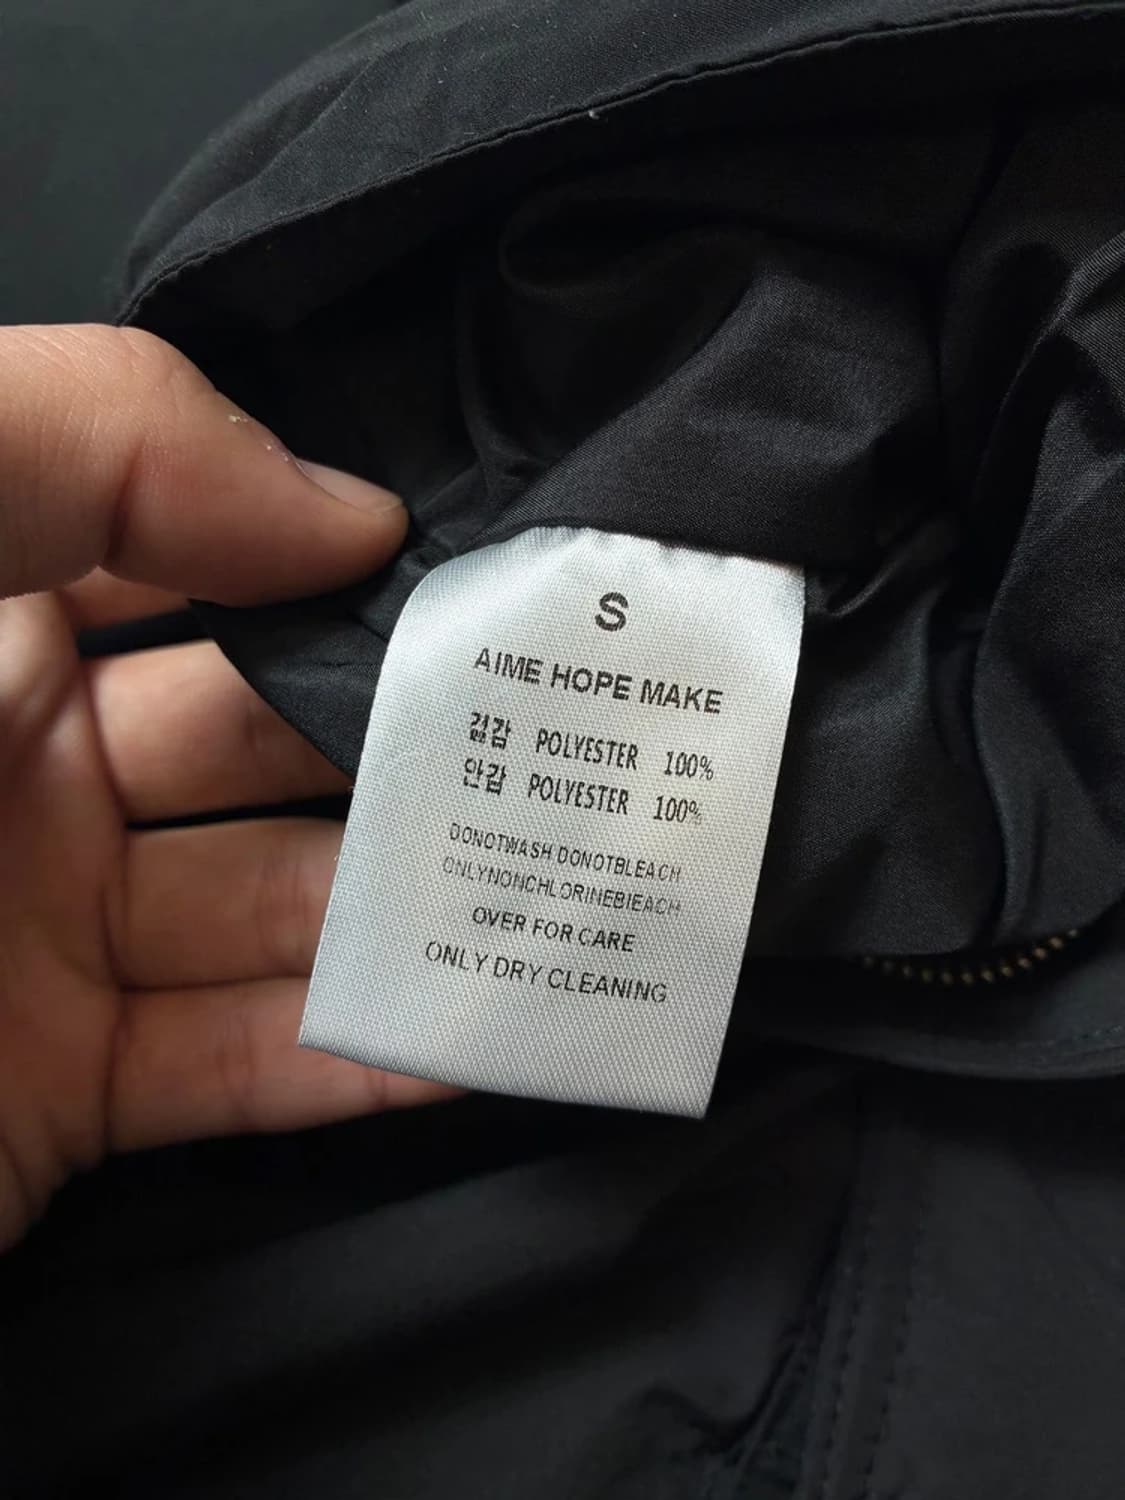 S
AIME HOPE MAKE
겉감 POLYESTER 100%
안감 POLYESTER 100%
DONOTWASH DONOTBLEACH
ONLYNONCHLORINEBIEACH
OVER FOR CARE
ONLY DRY CLEANING